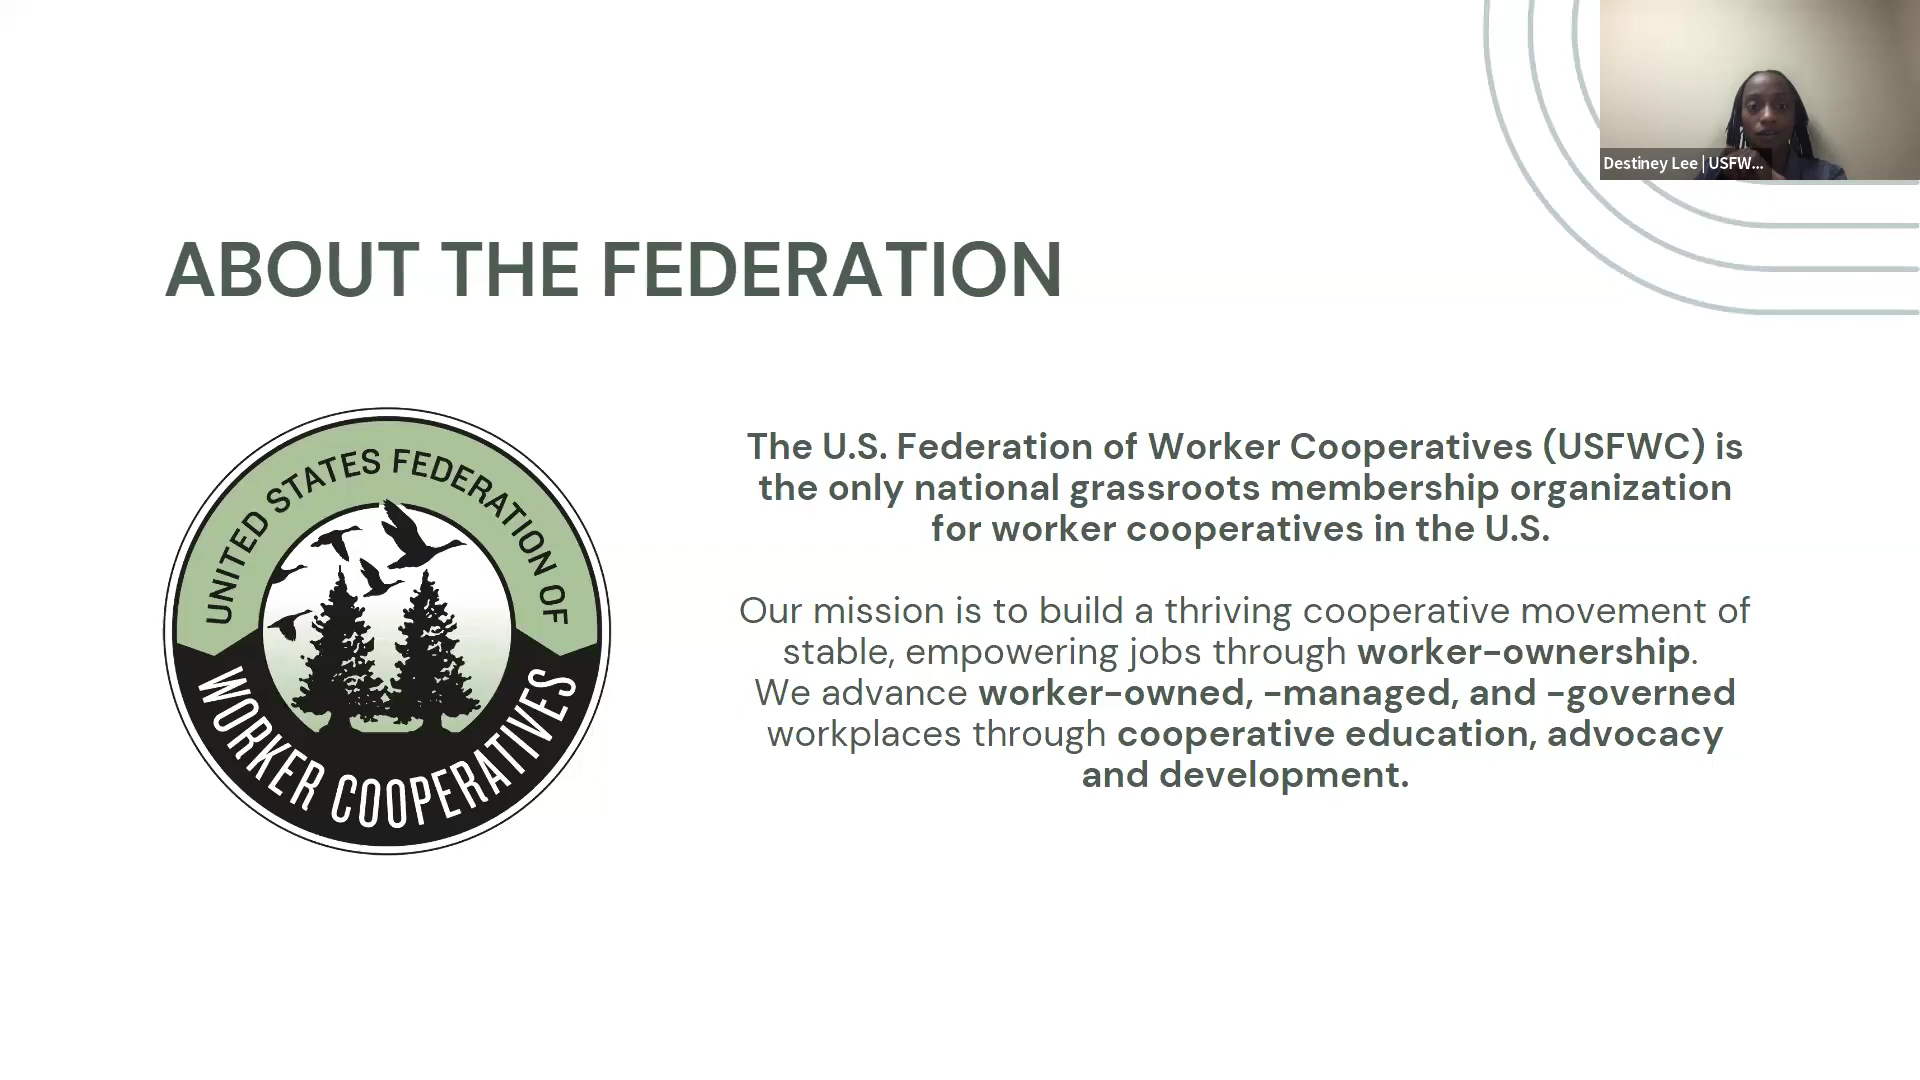 Destiney Lee | USFW...
ABOUT THE FEDERATION
UNITED STATES FEDERATION OF
WORKER COOPERATIVES
The U.S. Federation of Worker Cooperatives (USFWC) is
the only national grassroots membership organization
for worker cooperatives in the U.S.
Our mission is to build a thriving cooperative movement of
stable, empowering jobs through worker-ownership.
We advance worker-owned, -managed, and -governed
workplaces through cooperative education, advocacy
and development.